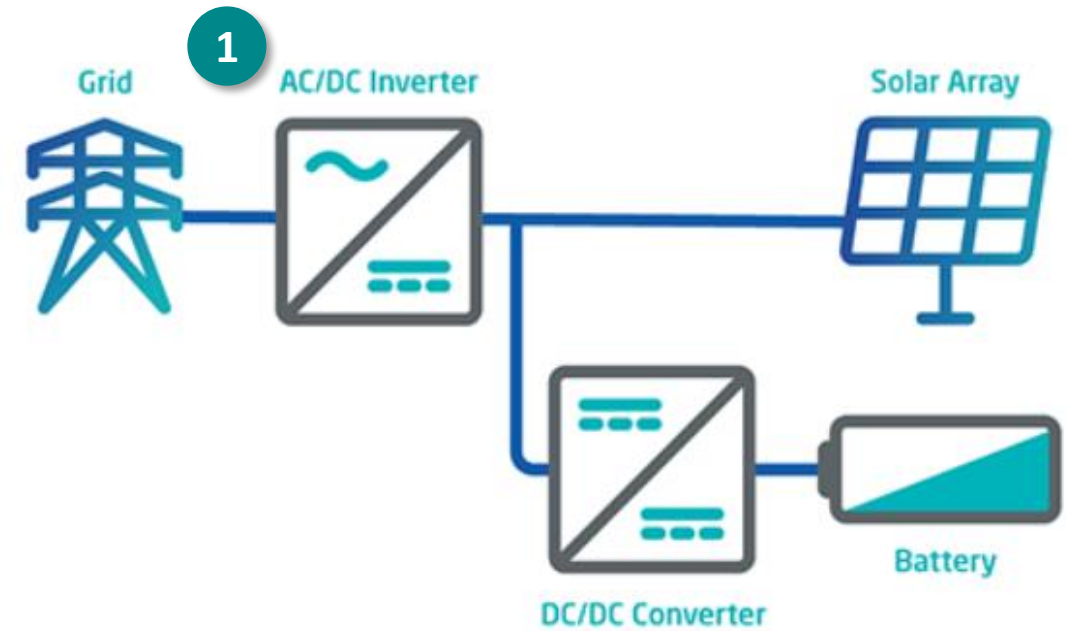 1
Grid
AC/DC Inverter
Solar Array
Battery
DC/DC Converter